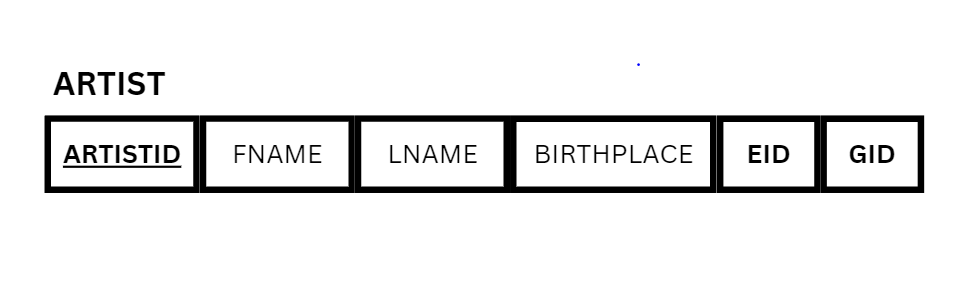 ARTIST
ARTISTID FNAME LNAME BIRTHPLACE EID GID